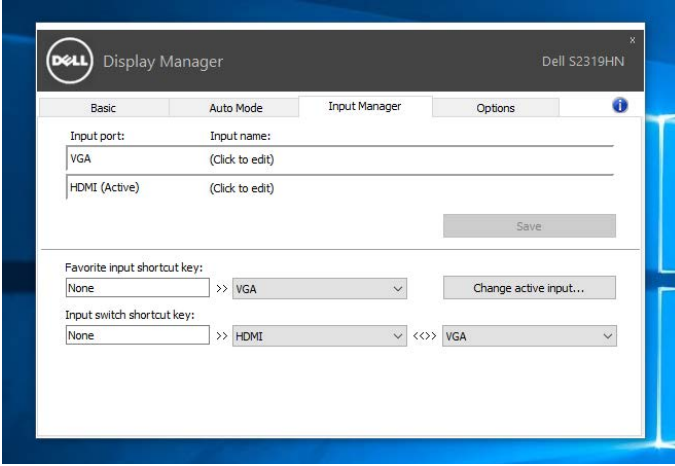 DELL Display Manager Dell S2319HN
x
Basic Auto Mode Input Manager Options i
Input port: Input name:
VGA (Click to edit)
HDMI (Active) (Click to edit)
Save
Favorite input shortcut key:
None >> VGA Change active input...
Input switch shortcut key:
None >> HDMI <<>> VGA